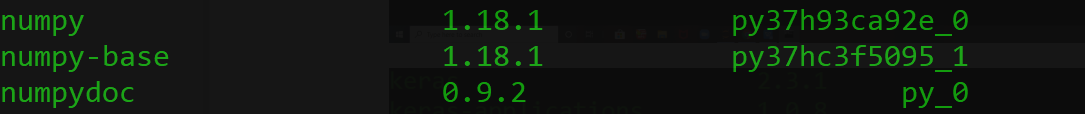 numpy 1.18.1 py37h93ca92e_0
numpy-base 1.18.1 py37hc3f5095_1
numpydoc 0.9.2 py_0